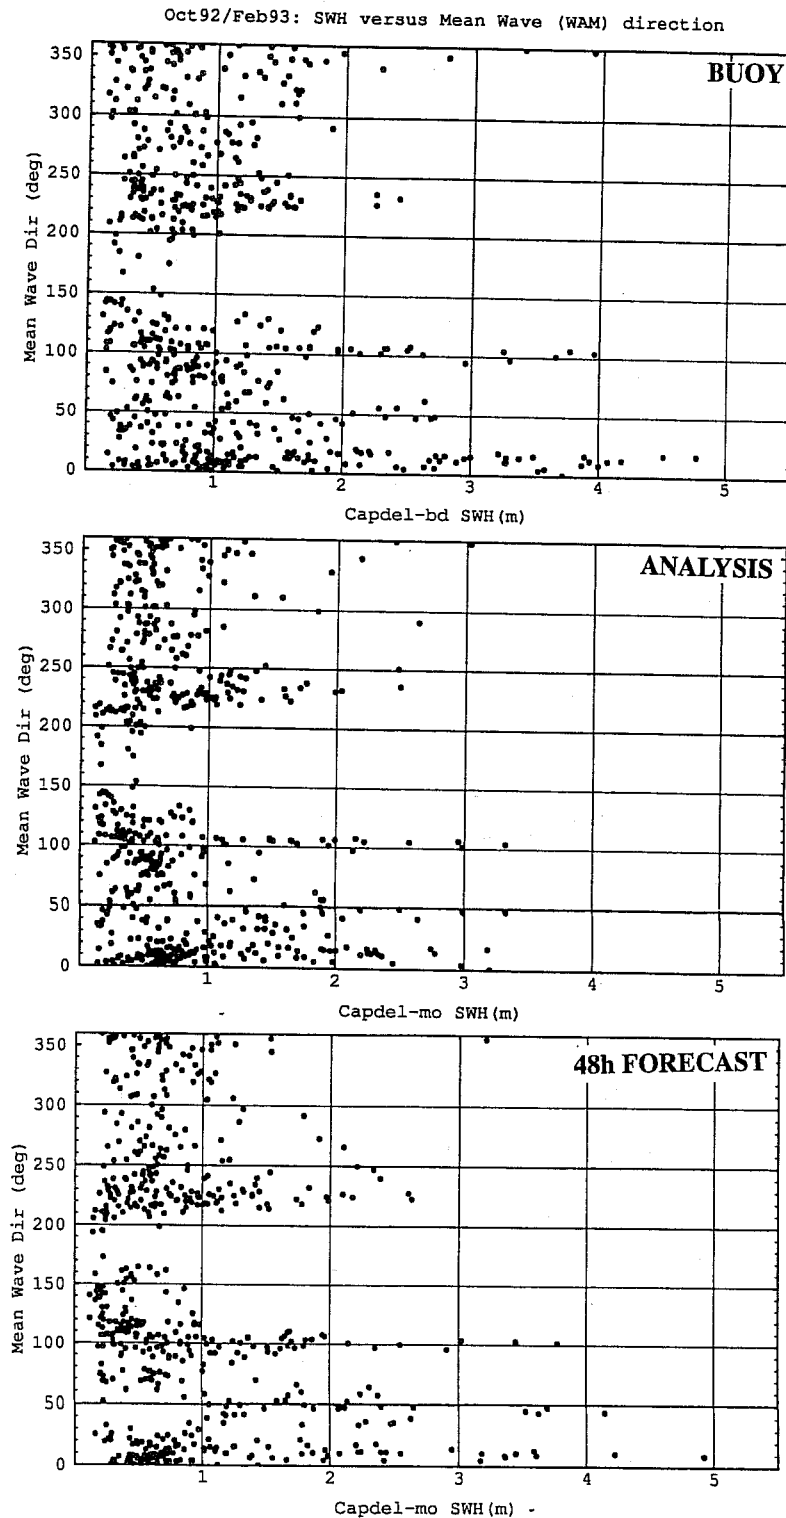 Oct92/Feb93: SWH versus Mean Wave (WAM) direction
BUOY
Mean Wave Dir (deg)
350
300
250
200
150
100
50
0
1 2 3 4 5
Capdel-bd SWH(m)
ANALYSIS
Mean Wave Dir (deg)
350
300
250
200
150
100
50
0
1 2 3 4 5
Capdel-mo SWH(m)
48h FORECAST
Mean Wave Dir (deg)
350
300
250
200
150
100
50
0
1 2 3 4 5
Capdel-mo SWH(m)